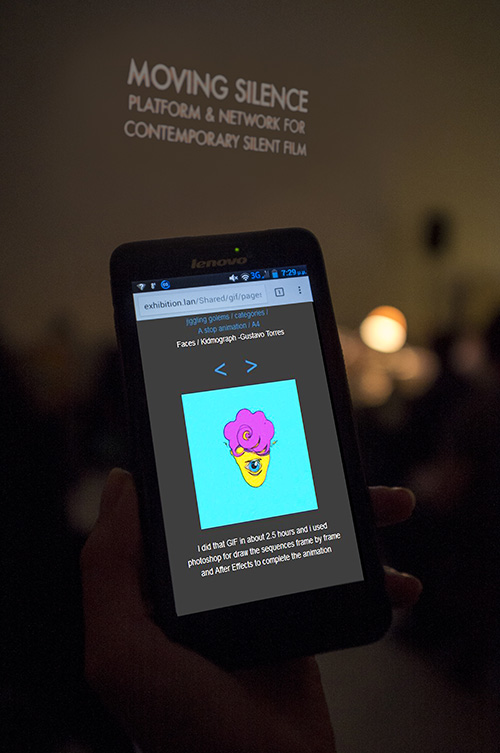 MOVING SILENCE
PLATFORM & NETWORK FOR
CONTEMPORARY SILENT FILM
lenovo
3G 7:29 p.m.
exhibition.lan/Shared/gif/page
1
jiggling golems / categories /
A stop animation / A4
Faces / Kidmograph -Gustavo Torres
< >
I did that GIF in about 2.5 hours and i used
photoshop for draw the sequences frame by frame
and After Effects to complete the animation